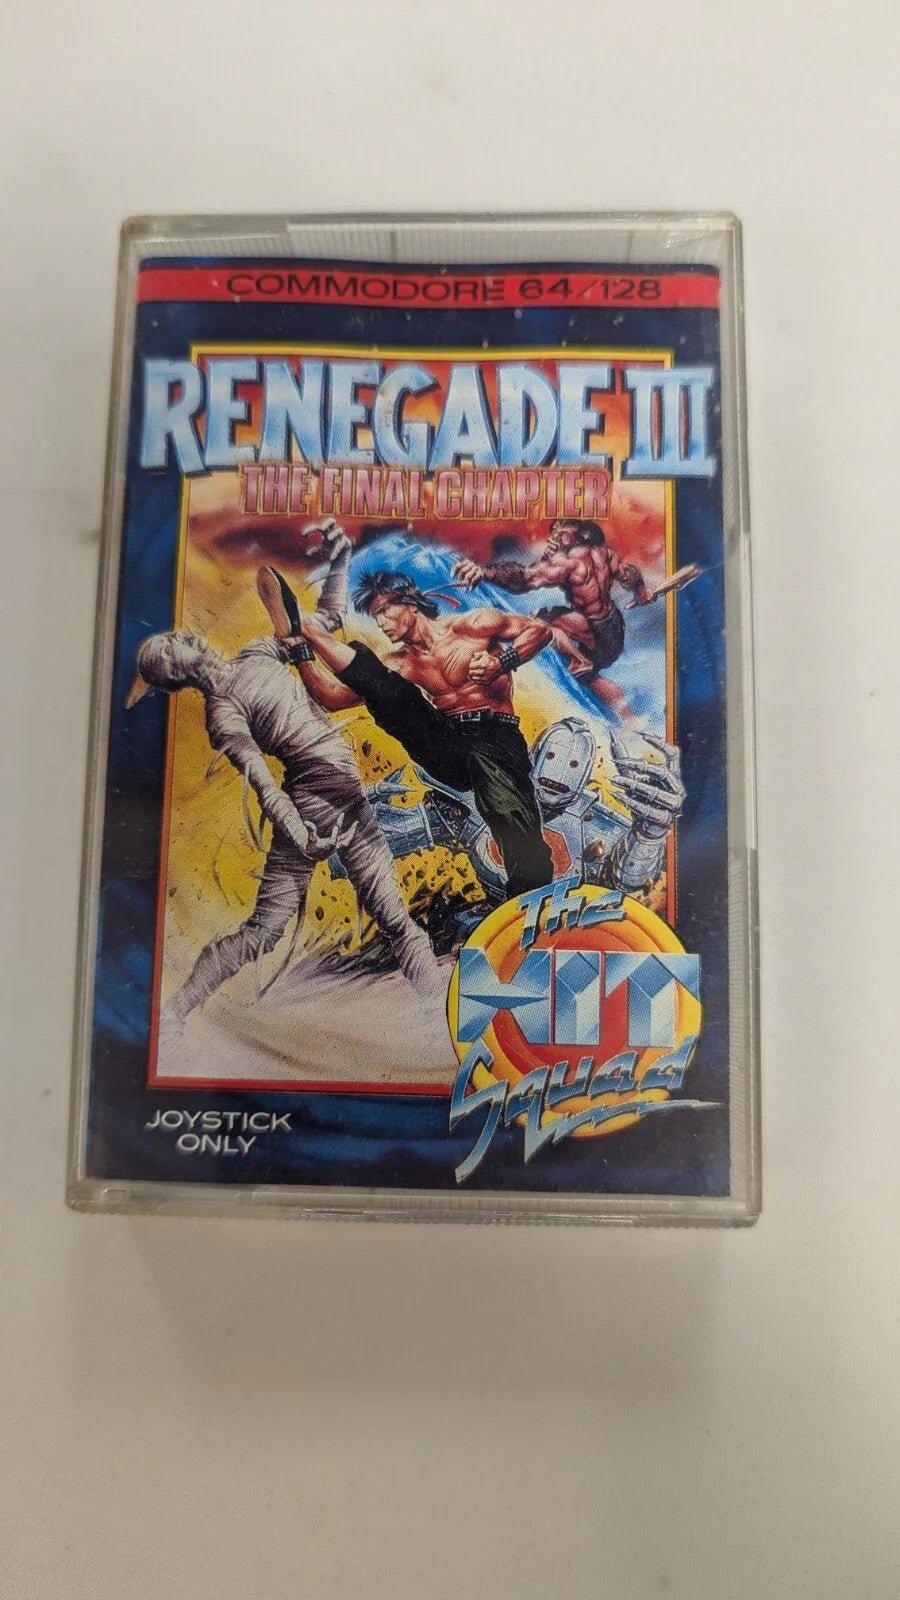 COMMODORE 64/128
RENEGADE III
THE FINAL CHAPTER
The
HIT
Squad
JOYSTICK
ONLY